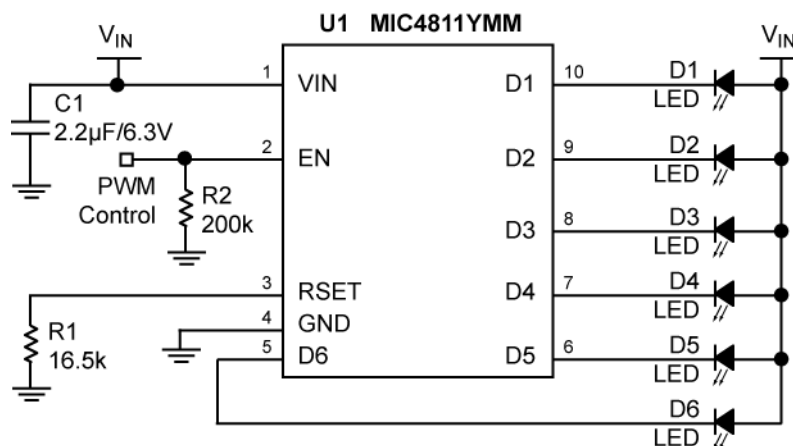 U1 MIC4811YMM
VIN
VIN
1
VIN
D1
10
D1
LED
C1
2.2µF/6.3V
2
EN
D2
9
D2
LED
PWM
Control
R2
200k
D3
8
D3
LED
3
RSET
D4
7
D4
LED
R1
16.5k
4
GND
5
D6
D5
6
D5
LED
D6
LED